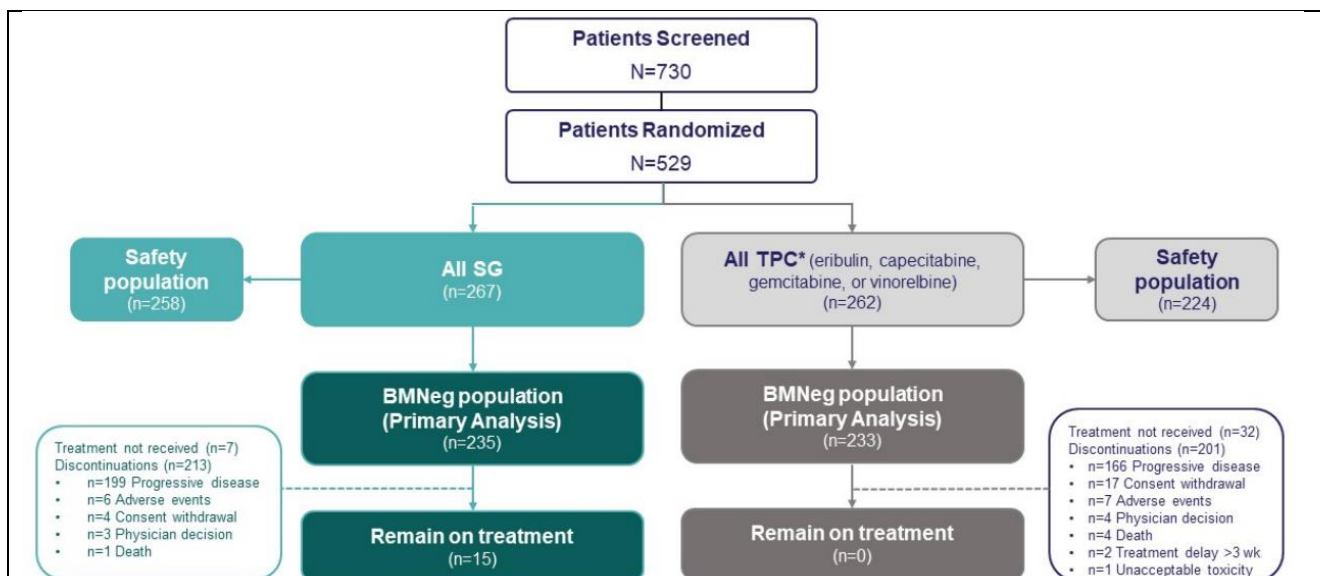 Patients Screened
N=730
Patients Randomized
N=529
Safety
population
(n=258)
All SG
(n=267)
All TPC* (eribulin, capecitabine,
gemcitabine, or vinorelbine)
(n=262)
Safety
population
(n=224)
BMNeg population
(Primary Analysis)
(n=235)
BMNeg population
(Primary Analysis)
(n=233)
Treatment not received (n=7)
Discontinuations (n=213)
• n=199 Progressive disease
• n=6 Adverse events
• n=4 Consent withdrawal
• n=3 Physician decision
• n=1 Death
Treatment not received (n=32)
Discontinuations (n=201)
• n=166 Progressive disease
• n=17 Consent withdrawal
• n=7 Adverse events
• n=4 Physician decision
• n=4 Death
• n=2 Treatment delay >3 wk
• n=1 Unacceptable toxicity
Remain on treatment
(n=15)
Remain on treatment
(n=0)